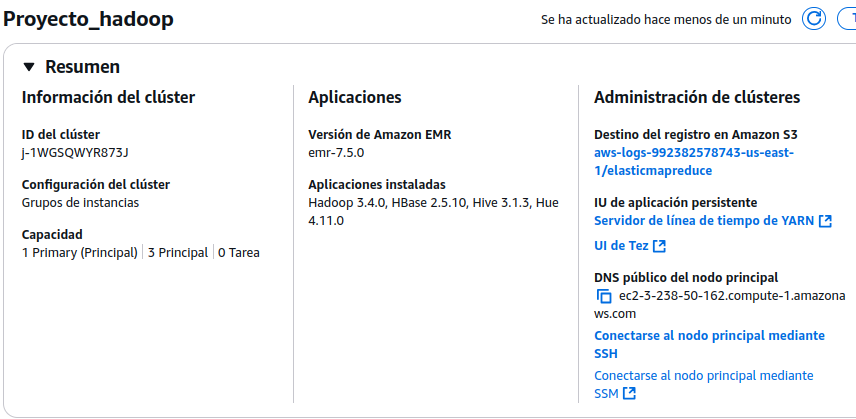 Proyecto_hadoop
Se ha actualizado hace menos de un minuto
Resumen
Información del clúster
ID del clúster
j-1WGSQWYR873J
Configuración del clúster
Grupos de instancias
Capacidad
1 Primary (Principal) | 3 Principal | 0 Tarea
Aplicaciones
Versión de Amazon EMR
emr-7.5.0
Aplicaciones instaladas
Hadoop 3.4.0, HBase 2.5.10, Hive 3.1.3, Hue
4.11.0
Administración de clústeres
Destino del registro en Amazon S3
aws-logs-992382578743-us-east-
1/elasticmapreduce
IU de aplicación persistente
Servidor de línea de tiempo de YARN
UI de Tez
DNS público del nodo principal
ec2-3-238-50-162.compute-1.amazona
ws.com
Conectarse al nodo principal mediante
SSH
Conectarse al nodo principal mediante
SSM